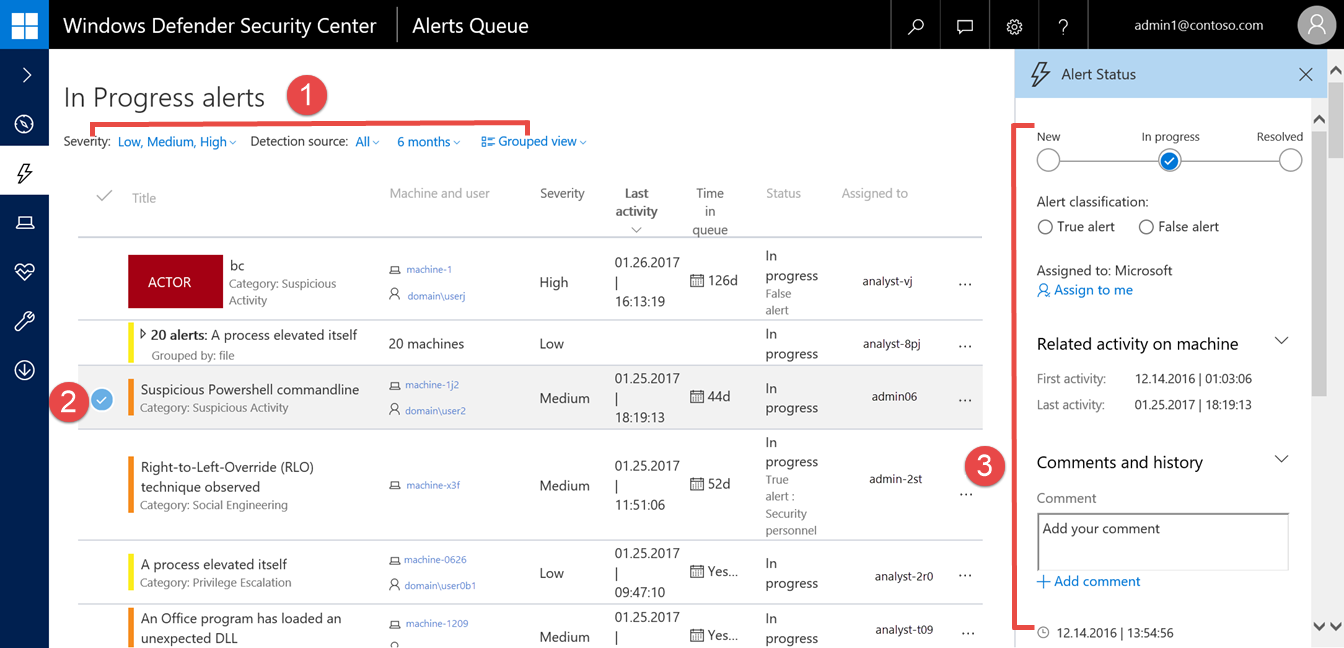 Windows Defender Security Center
Alerts Queue
admin1@contoso.com
In Progress alerts
1
Severity: Low, Medium, High Detection source: All 6 months Grouped view
Title
Machine and user
Severity
Last
activity
Time
in
queue
Status
Assigned to
ACTOR
bc
Category: Suspicious
Activity
machine-1
domain\userj
High
01.26.2017
|
16:13:19
126d
In
progress
False
alert
analyst-vj
...
20 alerts: A process elevated itself
Grouped by: file
20 machines
Low
In
progress
analyst-8pj
...
2
Suspicious Powershell commandline
Category: Suspicious Activity
machine-1j2
domain\user2
Medium
01.25.2017
|
18:19:13
44d
In
progress
admin06
...
Right-to-Left-Override (RLO)
technique observed
Category: Social Engineering
machine-x3f
Medium
01.25.2017
|
11:51:06
52d
In
progress
True
alert :
Security
personnel
admin-2st
...
A process elevated itself
Category: Privilege Escalation
machine-0626
domain\user0b1
Low
01.25.2017
|
09:47:10
Yes...
In
progress
analyst-2r0
...
An Office program has loaded an
unexpected DLL
machine-1209
Medium
01.25.2017
|
Yes...
In
progress
analyst-t09
...
3
Alert Status
New
In progress
Resolved
Alert classification:
True alert
False alert
Assigned to: Microsoft
Assign to me
Related activity on machine
First activity: 12.14.2016 | 01:03:06
Last activity: 01.25.2017 | 18:19:13
Comments and history
Comment
Add your comment
Add comment
12.14.2016 | 13:54:56